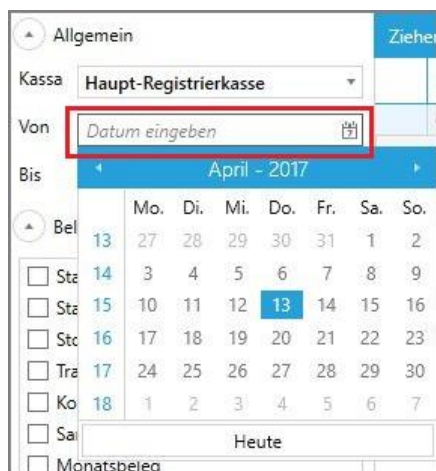 Allgemein
Ziehen
Kassa Haupt-Registrierkasse
Von Datum eingeben
Bis April - 2017
Mo. Di. Mi. Do. Fr. Sa. So.
Bel
13 27 28 29 30 31 1 2
Sta 14 3 4 5 6 7 8 9
Sta 15 10 11 12 13 14 15 16
Sto 16 17 18 19 20 21 22 23
Tra 17 24 25 26 27 28 29 30
Ko 18 1 2 3 4 5 6 7
Sa Heute
Monatsbeleg